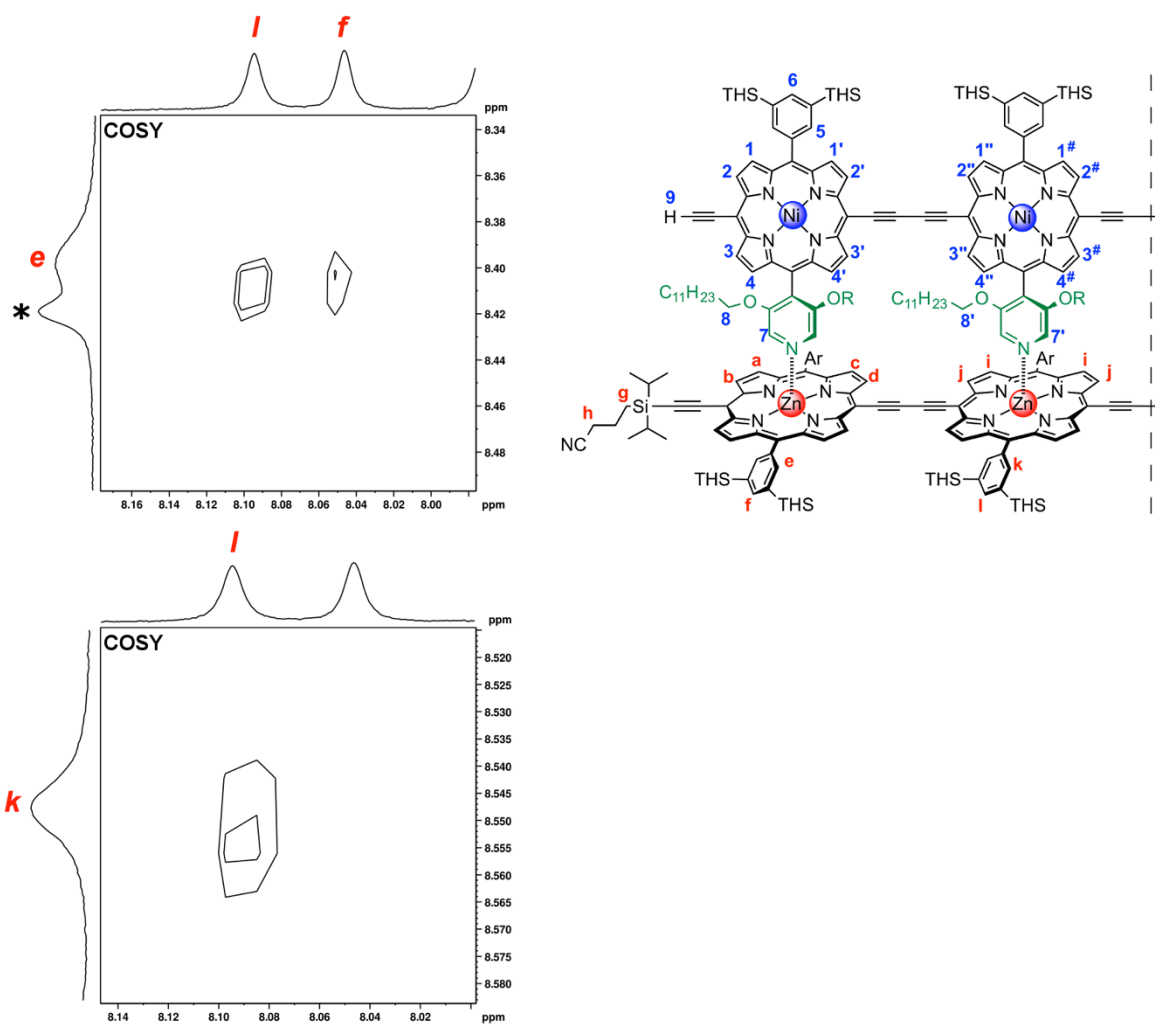 l f
ppm
COSY
8.34
8.36
8.38
e 8.40
* 8.42
8.44
8.46
8.48
8.16 8.14 8.12 8.10 8.08 8.06 8.04 8.02 8.00 ppm
l
ppm
COSY
8.520
8.525
8.530
8.535
8.540
k 8.545
8.550
8.555
8.560
8.565
8.570
8.575
8.580
8.14 8.12 8.10 8.08 8.06 8.04 8.02 ppm
THS 6 THS THS THS
5
1 1' 1'' 1#
2 2' 2'' 2#
N N N N
9
H Ni Ni
N N N N
3 3' 3'' 3#
4 4' 4'' 4#
C11H23 O OR C11H23 O OR
8 7 8' 7'
N N
a Ar c i Ar i
b d j j
g N N N N
h Si Zn Zn
N N N N
NC
e k
THS THS
f THS l THS